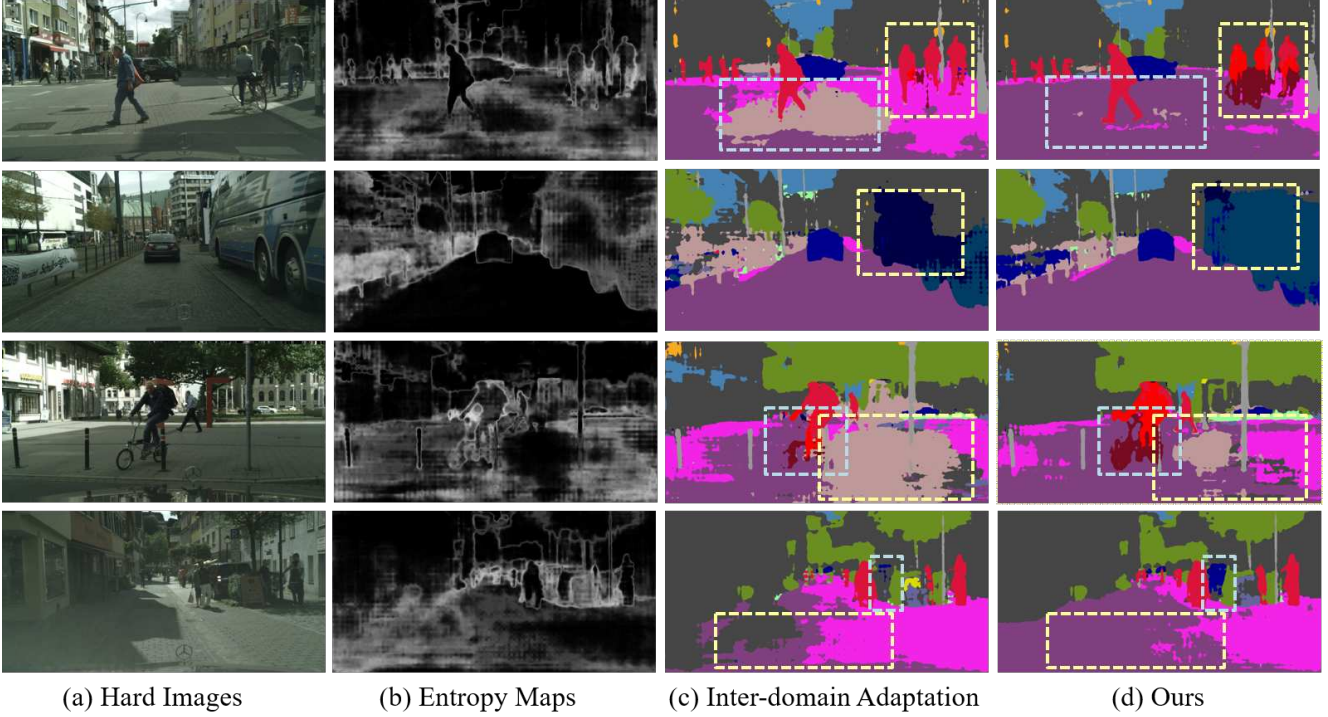 (a) Hard Images
(b) Entropy Maps
(c) Inter-domain Adaptation
(d) Ours